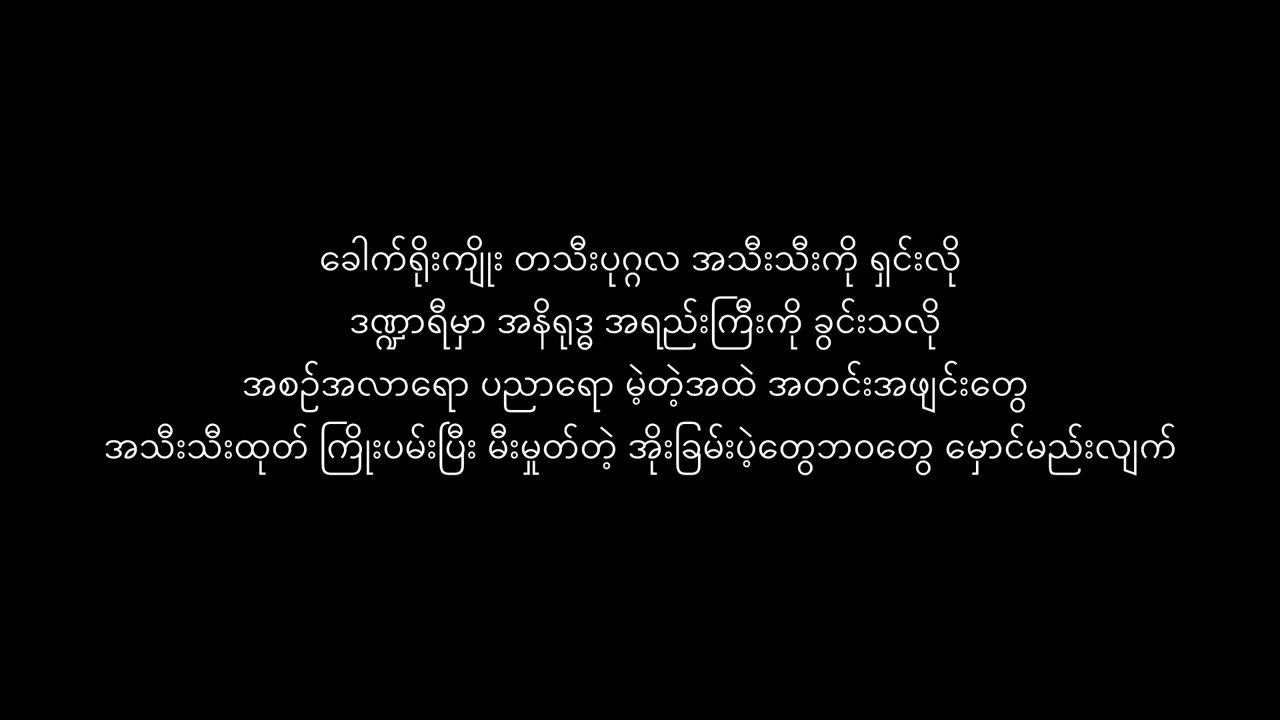 ခေါက်ရိုးကျိုး တသီးပုဂ္ဂလ အသီးသီးကို ရှင်းလို
ဒဏ္ဍာရီမှာ အနိရုဒ္ဓ အရည်းကြီးကို ခွင်းသလို
အစဉ်အလာရော ပညာရော မဲ့တဲ့အထဲ အတင်းအဖျင်းတွေ
အသီးသီးထုတ် ကြိုးပမ်းပြီး မီးမှုတ်တဲ့ အိုးခြမ်းပဲ့တွေဘဝတွေ မှောင်မည်းလျက်